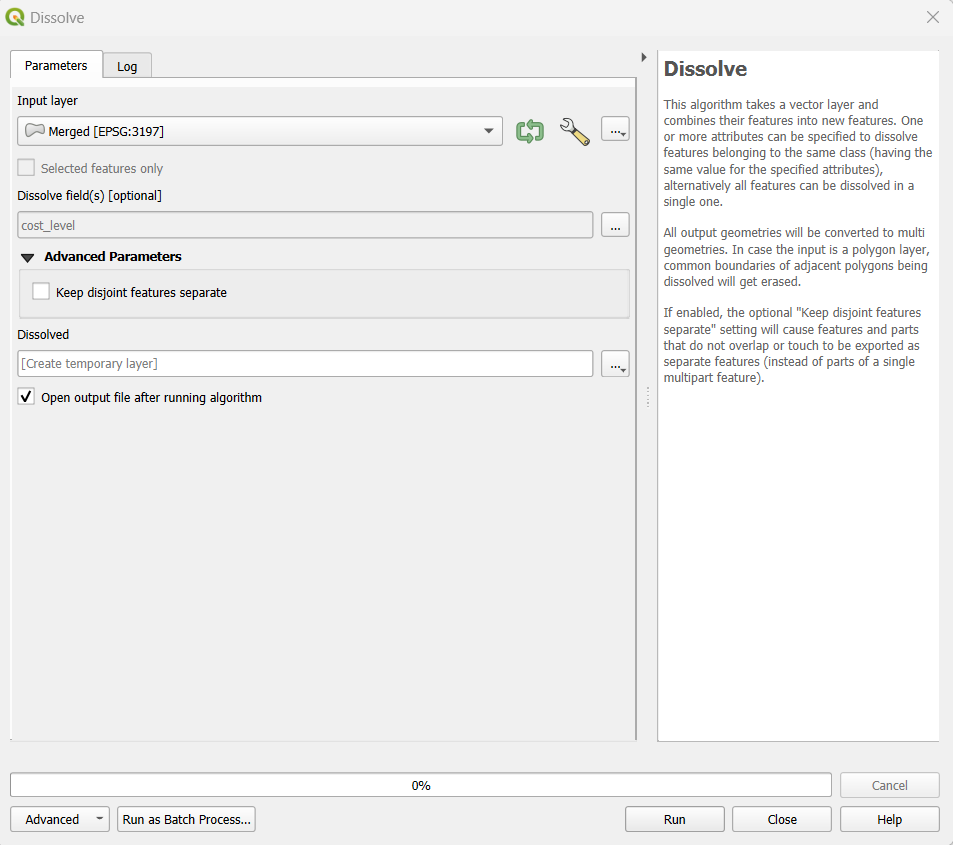 Dissolve
Parameters
Log
Input layer
Merged [EPSG:3197]
...
Selected features only
Dissolve field(s) [optional]
cost_level
...
Advanced Parameters
Keep disjoint features separate
Dissolved
[Create temporary layer]
...
Open output file after running algorithm
Dissolve
This algorithm takes a vector layer and
combines their features into new features. One
or more attributes can be specified to dissolve
features belonging to the same class (having the
same value for the specified attributes),
alternatively all features can be dissolved in a
single one.
All output geometries will be converted to multi
geometries. In case the input is a polygon layer,
common boundaries of adjacent polygons being
dissolved will get erased.
If enabled, the optional "Keep disjoint features
separate" setting will cause features and parts
that do not overlap or touch to be exported as
separate features (instead of parts of a single
multipart feature).
0%
Cancel
Advanced
Run as Batch Process...
Run
Close
Help